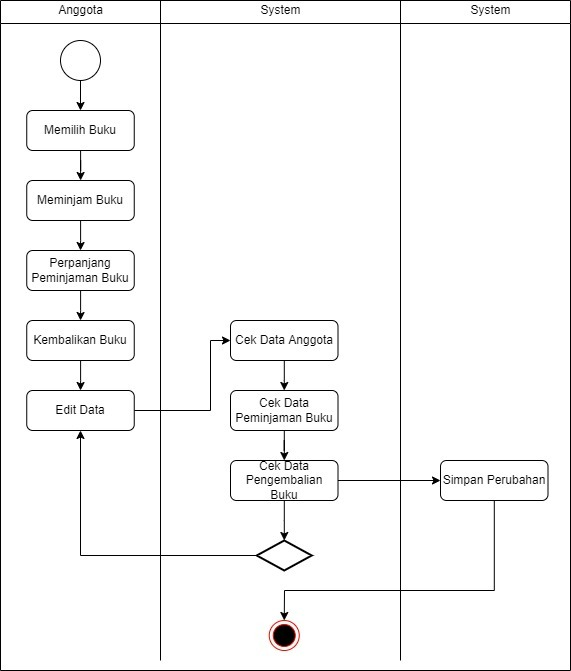 Anggota
System
System
Memilih Buku
Meminjam Buku
Perpanjang
Peminjaman Buku
Kembalikan Buku
Edit Data
Cek Data Anggota
Cek Data
Peminjaman Buku
Cek Data
Pengembalian
Buku
Simpan Perubahan